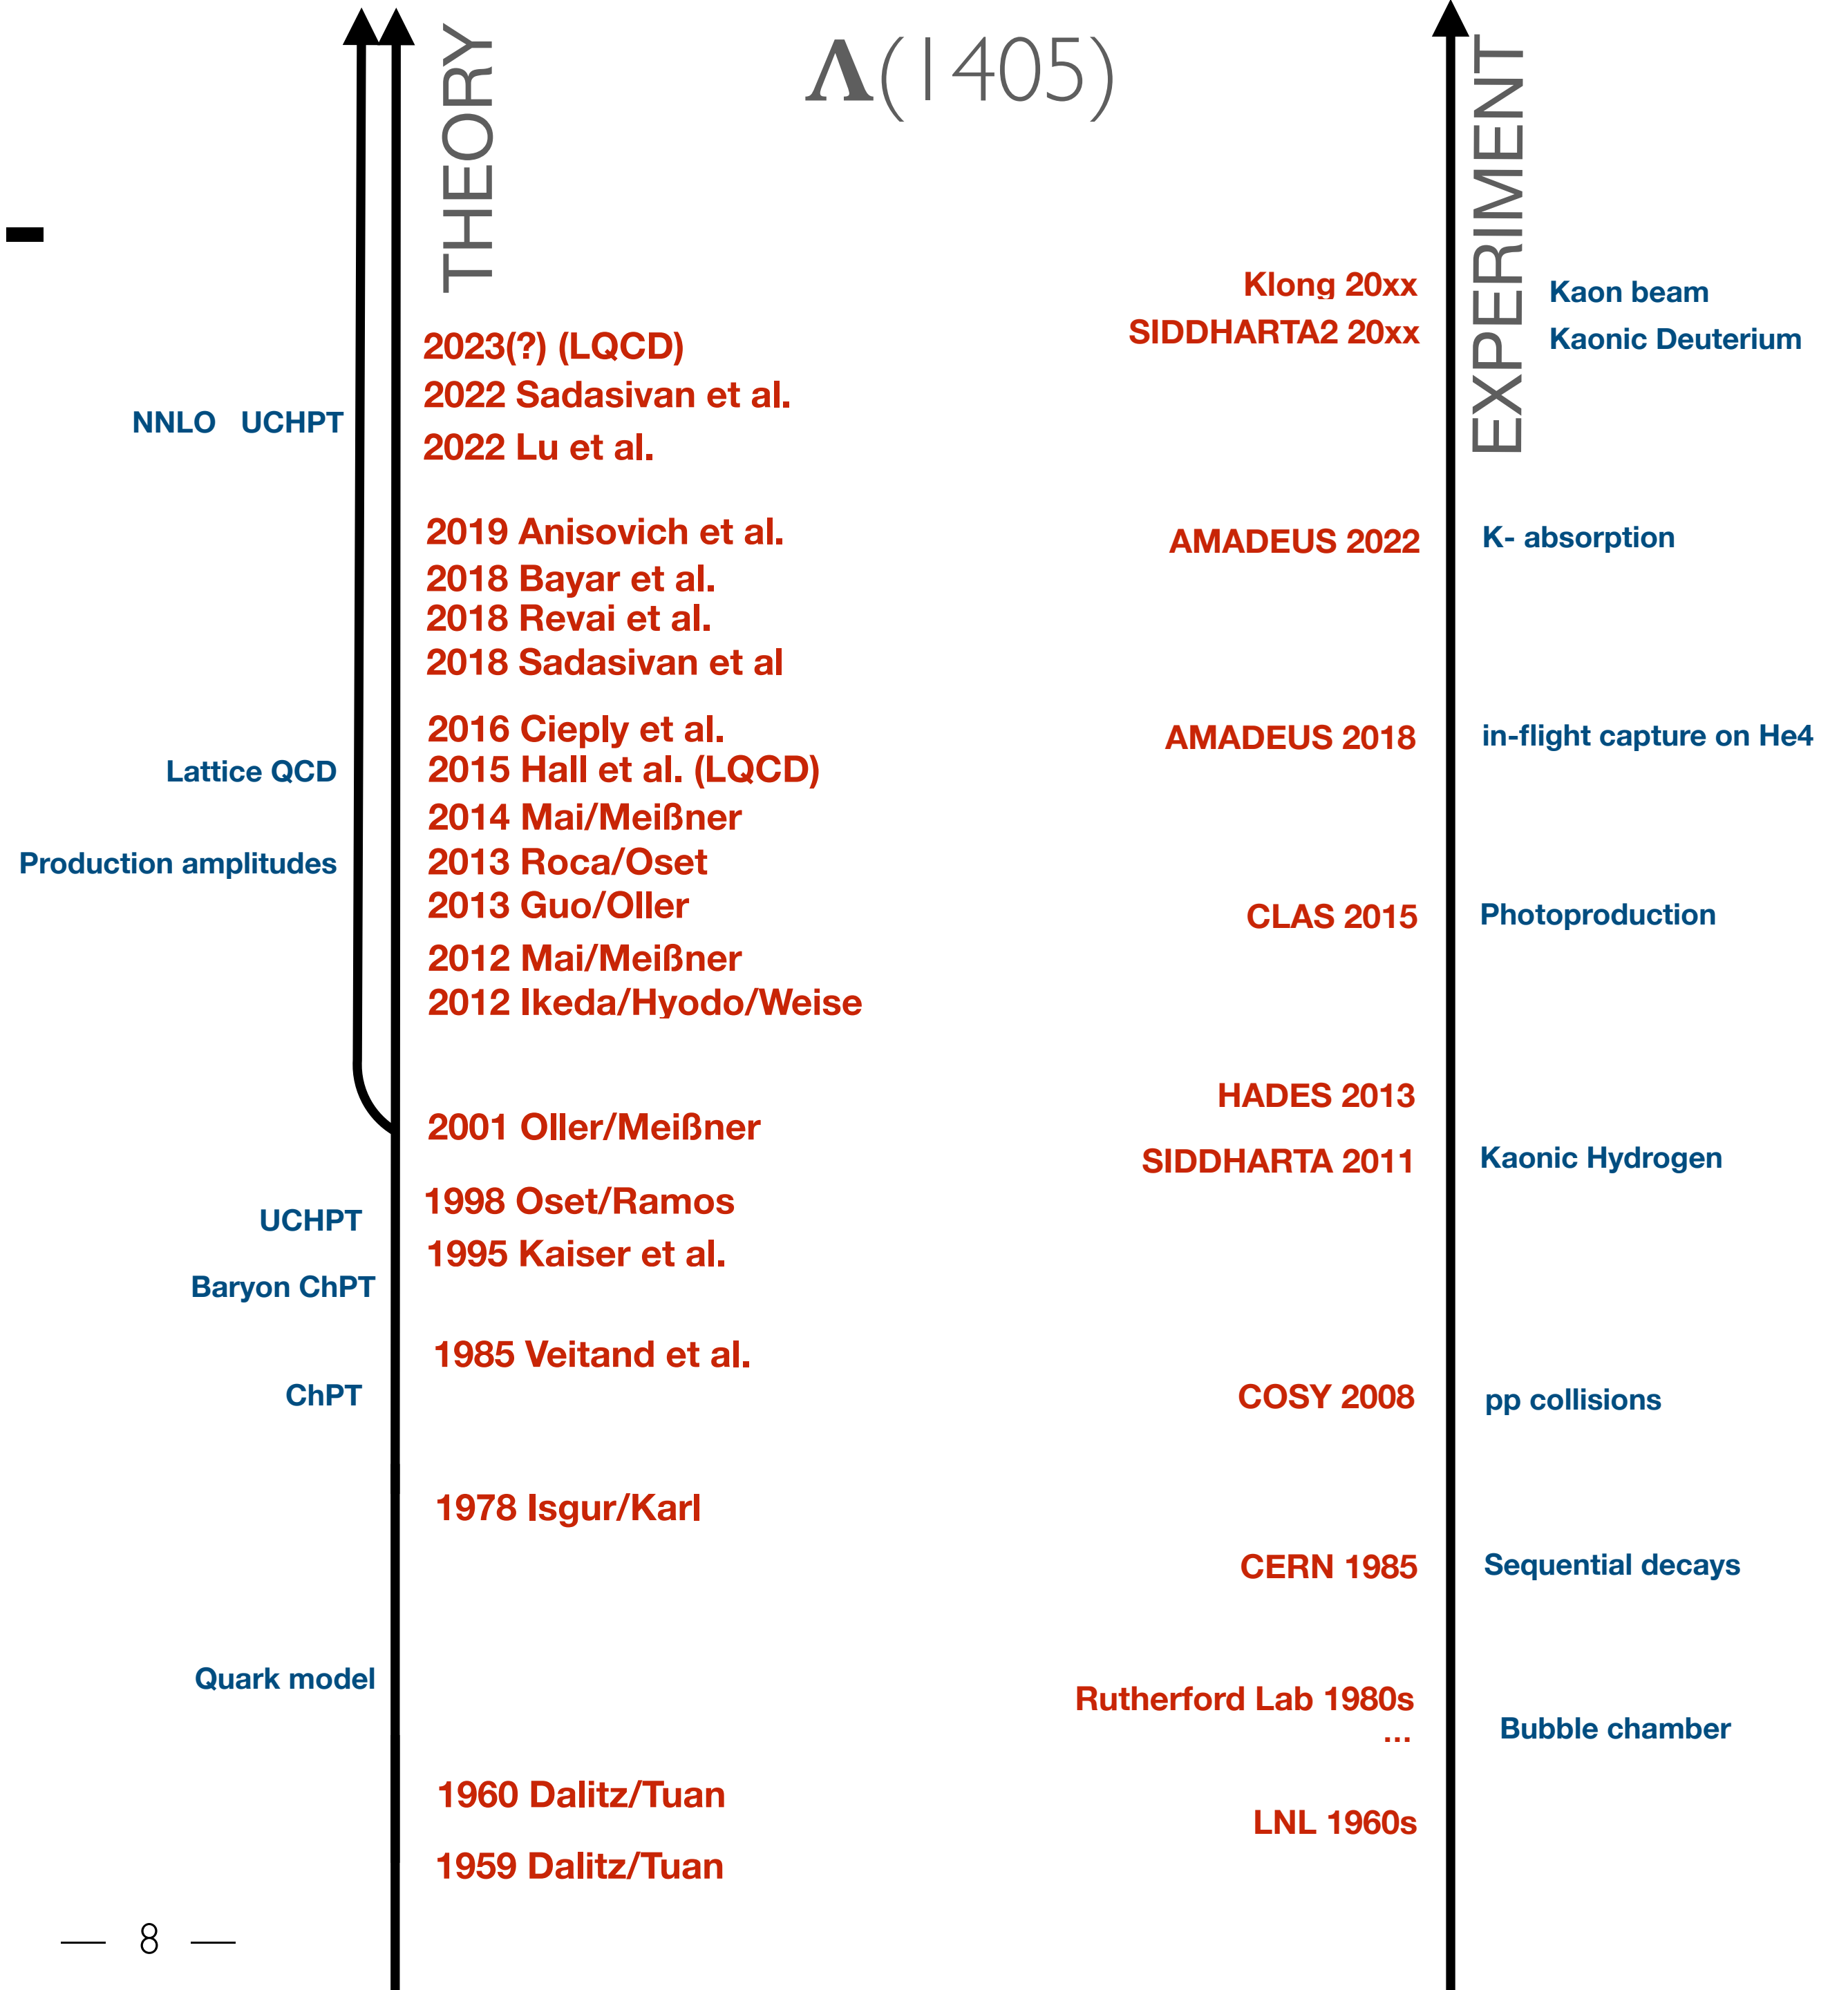 Λ(1405)
THEORY
NNLO UCHPT
Lattice QCD
Production amplitudes
UCHPT
Baryon ChPT
ChPT
Quark model
2023(?) (LQCD)
2022 Sadasivan et al.
2022 Lu et al.
2019 Anisovich et al.
2018 Bayar et al.
2018 Revai et al.
2018 Sadasivan et al
2016 Cieply et al.
2015 Hall et al. (LQCD)
2014 Mai/Meißner
2013 Roca/Oset
2013 Guo/Oller
2012 Mai/Meißner
2012 Ikeda/Hyodo/Weise
2001 Oller/Meißner
1998 Oset/Ramos
1995 Kaiser et al.
1985 Veitand et al.
1978 Isgur/Karl
1960 Dalitz/Tuan
1959 Dalitz/Tuan
EXPERIMENT
Klong 20xx
SIDDHARTA2 20xx
AMADEUS 2022
AMADEUS 2018
CLAS 2015
HADES 2013
SIDDHARTA 2011
COSY 2008
CERN 1985
Rutherford Lab 1980s
...
LNL 1960s
Kaon beam
Kaonic Deuterium
K- absorption
in-flight capture on He4
Photoproduction
Kaonic Hydrogen
pp collisions
Sequential decays
Bubble chamber
— 8 —